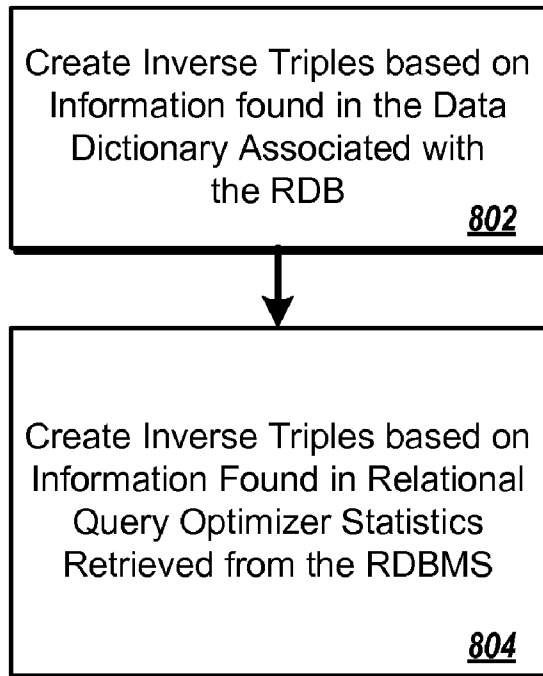 Create Inverse Triples based on
Information found in the Data
Dictionary Associated with
the RDB
802
Create Inverse Triples based on
Information Found in Relational
Query Optimizer Statistics
Retrieved from the RDBMS
804